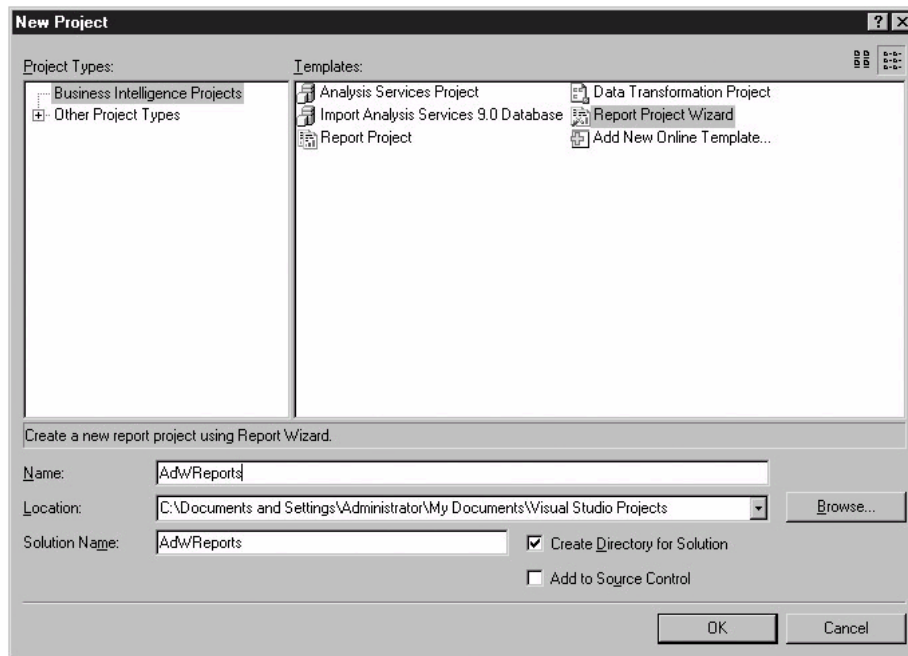 New Project
Project Types:
Templates:
Business Intelligence Projects
Other Project Types
Analysis Services Project
Data Transformation Project
Import Analysis Services 9.0 Database
Report Project Wizard
Report Project
Add New Online Template...
Create a new report project using Report Wizard.
Name:
AdWReports
Location:
C:\Documents and Settings\Administrator\My Documents\Visual Studio Projects
Browse...
Solution Name:
AdWReports
Create Directory for Solution
Add to Source Control
OK
Cancel